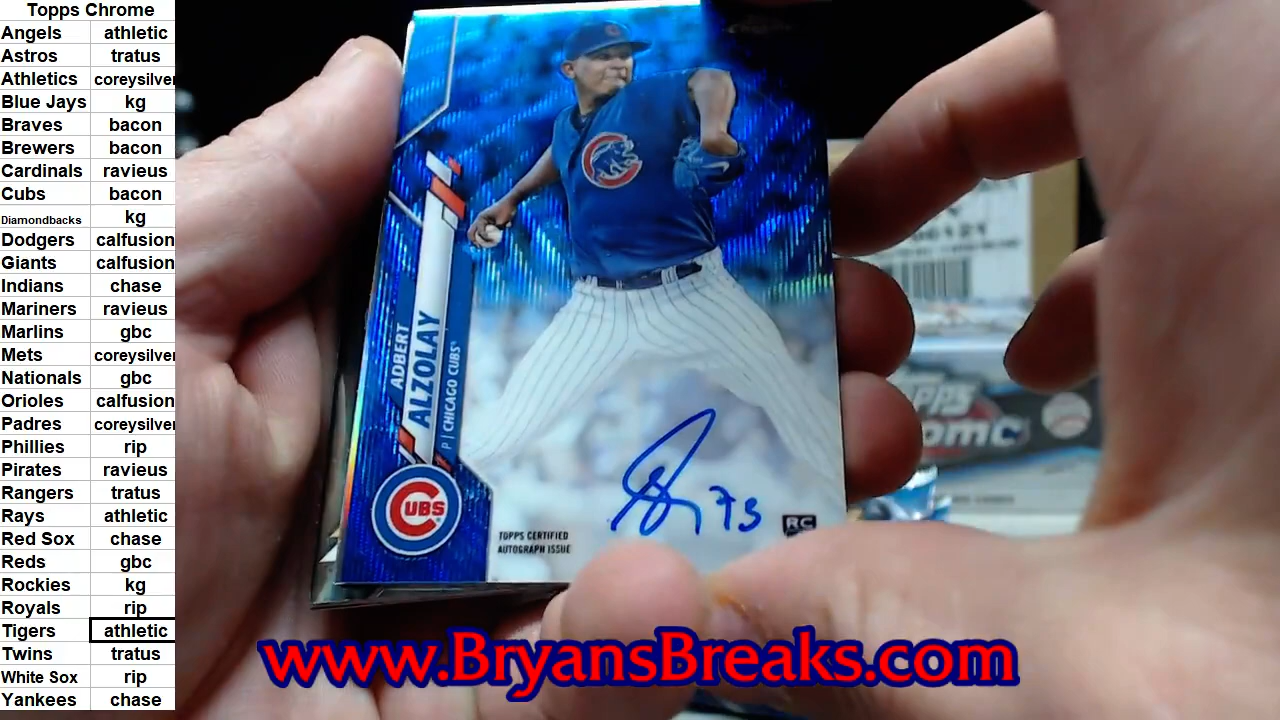 Topps Chrome
Angels athletic
Astros tratus
Athletics coreysilver
Blue Jays kg
Braves bacon
Brewers bacon
Cardinals ravieus
Cubs bacon
Diamondbacks kg
Dodgers calfusion
Giants calfusion
Indians chase
Mariners ravieus
Marlins gbc
Mets coreysilver
Nationals gbc
Orioles calfusion
Padres coreysilver
Phillies rip
Pirates ravieus
Rangers tratus
Rays athletic
Red Sox chase
Reds gbc
Rockies kg
Royals rip
Tigers athletic
Twins tratus
White Sox rip
Yankees chase
ADBERT
ALZOLAY
P | CHICAGO CUBS
CUBS
TOPPS CERTIFIED
AUTOGRAPH ISSUE
73
RC
www.BryansBreaks.com